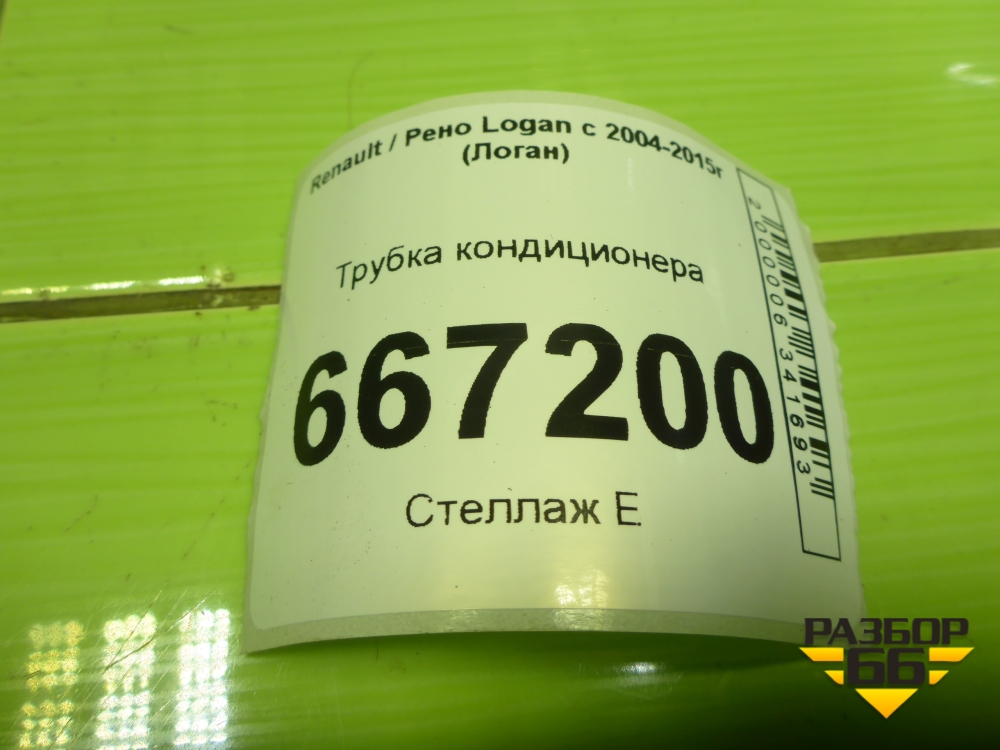 Renault / Рено Logan с 2004-2015г
(Логан)
Трубка кондиционера
667200
Стеллаж Е
2000006341693
РАЗБОР
66